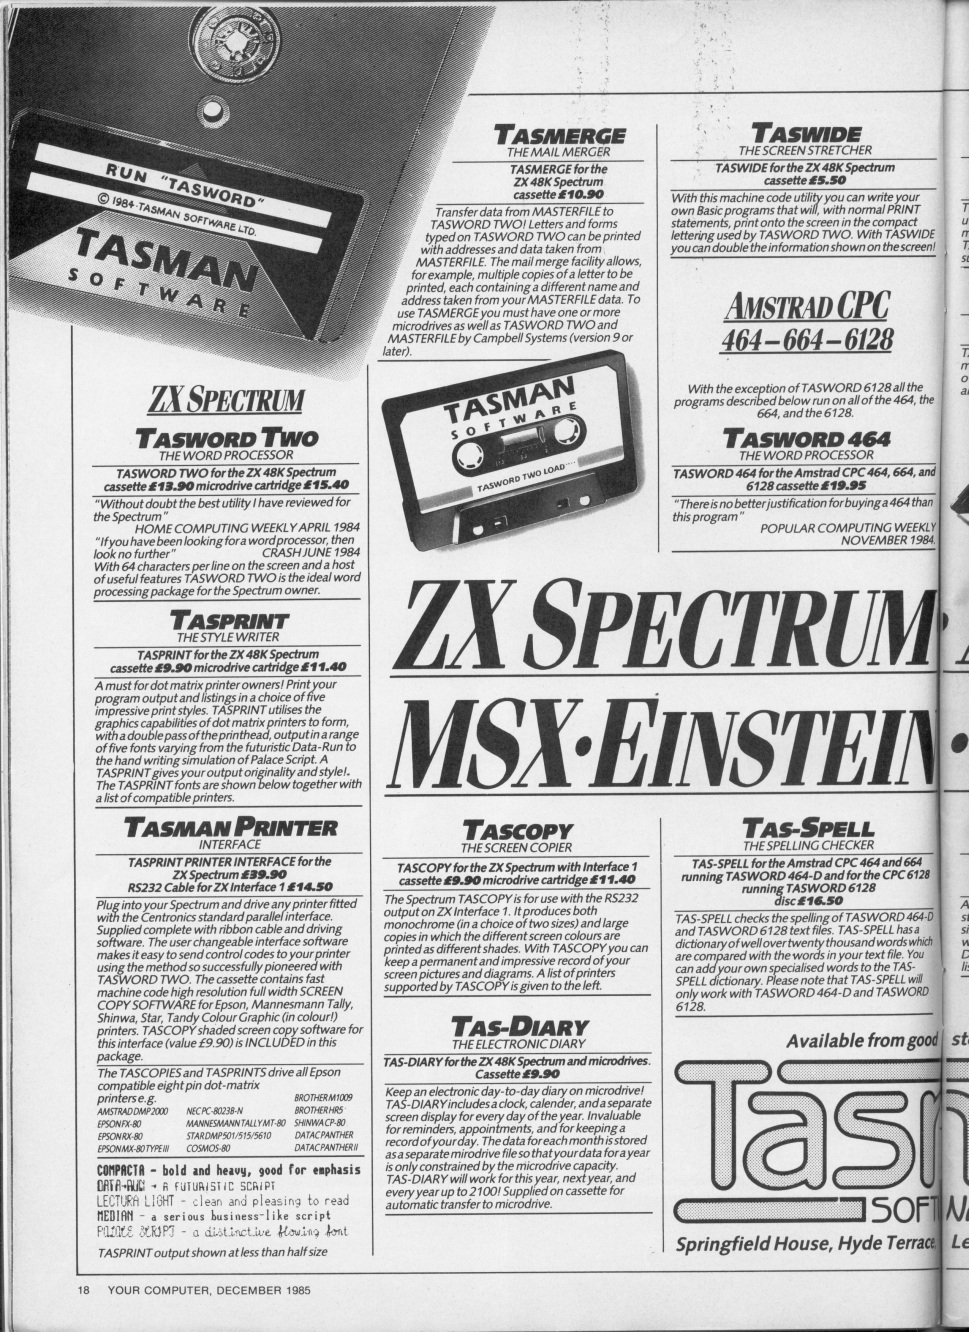 RUN "TASWORD"
© 1984·TASMAN SOFTWARE LTD.
TASMAN
SOFTWARE
ZX SPECTRUM
TASWORD TWO
THE WORD PROCESSOR
TASWORD TWO for the ZX 48K Spectrum
cassette £13.90 microdrive cartridge £15.40
"Without doubt the best utility I have reviewed for
the Spectrum"
HOME COMPUTING WEEKLY APRIL 1984
"If you have been looking for a word processor, then
look no further" CRASH JUNE 1984
With 64 characters per line on the screen and a host
of useful features TASWORD TWO is the ideal word
processing package for the Spectrum owner.
TASPRINT
THE STYLE WRITER
TASPRINT for the ZX 48K Spectrum
cassette £9.90 microdrive cartridge £11.40
A must for dot matrix printer owners! Print your
program output and listings in a choice of five
impressive print styles. TASPRINT utilises the
graphics capabilities of dot matrix printers to form,
with a double pass of the printhead, output in a range
of five fonts varying from the futuristic Data-Run to
the hand writing simulation of Palace Script. A
TASPRINT gives your output originality and style!.
The TASPRINT fonts are shown below together with
a list of compatible printers.
TASMAN PRINTER
INTERFACE
TASPRINT PRINTER INTERFACE for the
ZX Spectrum £39.90
RS232 Cable for ZX Interface 1 £14.50
Plug into your Spectrum and drive any printer fitted
with the Centronics standard parallel interface.
Supplied complete with ribbon cable and driving
software. The user changeable interface software
makes it easy to send control codes to your printer
using the method so successfully pioneered with
TASWORD TWO. The cassette contains fast
machine code high resolution full width SCREEN
COPY SOFTWARE for Epson, Mannesmann Tally,
Shinwa, Star, Tandy Colour Graphic (in colour!)
printers. TASCOPY shaded screen copy software for
this interface (value £9.90) is INCLUDED in this
package.
The TASCOPIES and TASPRINTS drive all Epson
compatible eight pin dot-matrix
printers e.g. BROTHER M1009
AMSTRAD DMP2000 NEC PC-8023B-N BROTHER HR5
EPSON FX-80 MANNESMANN TALLY MT-80 SHINWA CP-80
EPSON RX-80 STAR DMP 501/515/5610 DATAC PANTHER
EPSON MX-80 TYPE III COSMOS-80 DATAC PANTHER II
COMPACTA - bold and heavy, good for emphasis
DATA-RUN - A FUTURISTIC SCRIPT
LECTURA LIGHT - clean and pleasing to read
MEDIAN - a serious business-like script
PALACE SCRIPT - a distinctive flowing font
TASPRINT output shown at less than half size
TASMERGE
THE MAIL MERGER
TASMERGE for the
ZX 48K Spectrum
cassette £10.90
Transfer data from MASTERFILE to
TASWORD TWO! Letters and forms
typed on TASWORD TWO can be printed
with addresses and data taken from
MASTERFILE. The mail merge facility allows,
for example, multiple copies of a letter to be
printed, each containing a different name and
address taken from your MASTERFILE data. To
use TASMERGE you must have one or more
microdrives as well as TASWORD TWO and
MASTERFILE by Campbell Systems (version 9 or
later).
TASMAN
SOFTWARE
TASWORD TWO LOAD""
TASWIDE
THE SCREEN STRETCHER
TASWIDE for the ZX 48K Spectrum
cassette £5.50
With this machine code utility you can write your
own Basic programs that will, with normal PRINT
statements, print onto the screen in the compact
lettering used by TASWORD TWO. With TASWIDE
you can double the information shown on the screen!
AMSTRAD CPC
464–664–6128
With the exception of TASWORD 6128 all the
programs described below run on all of the 464, the
664, and the 6128.
TASWORD 464
THE WORD PROCESSOR
TASWORD 464 for the Amstrad CPC 464, 664, and
6128 cassette £19.95
"There is no better justification for buying a 464 than
this program"
POPULAR COMPUTING WEEKLY
NOVEMBER 1984.
ZX SPECTRUM
MSX·EINSTEIN
TASCOPY
THE SCREEN COPIER
TASCOPY for the ZX Spectrum with Interface 1
cassette £9.90 microdrive cartridge £11.40
The Spectrum TASCOPY is for use with the RS232
output on ZX Interface 1. It produces both
monochrome (in a choice of two sizes) and large
copies in which the different screen colours are
printed as different shades. With TASCOPY you can
keep a permanent and impressive record of your
screen pictures and diagrams. A list of printers
supported by TASCOPY is given to the left.
TAS-DIARY
THE ELECTRONIC DIARY
TAS-DIARY for the ZX 48K Spectrum and microdrives.
Cassette £9.90
Keep an electronic day-to-day diary on microdrive!
TAS-DIARY includes a clock, calender, and a separate
screen display for every day of the year. Invaluable
for reminders, appointments, and for keeping a
record of your day. The data for each month is stored
as a separate mirodrive file so that your data for a year
is only constrained by the microdrive capacity.
TAS-DIARY will work for this year, next year, and
every year up to 2100! Supplied on cassette for
automatic transfer to microdrive.
TAS-SPELL
THE SPELLING CHECKER
TAS-SPELL for the Amstrad CPC 464 and 664
running TASWORD 464-D and for the CPC 6128
running TASWORD 6128
disc £16.50
TAS-SPELL checks the spelling of TASWORD 464-D
and TASWORD 6128 text files. TAS-SPELL has a
dictionary of well over twenty thousand words which
are compared with the words in your text file. You
can add your own specialised words to the TAS-
SPELL dictionary. Please note that TAS-SPELL will
only work with TASWORD 464-D and TASWORD
6128.
Available from good st
Tasm
SOFTWA
Springfield House, Hyde Terrace, Le
18 YOUR COMPUTER, DECEMBER 1985